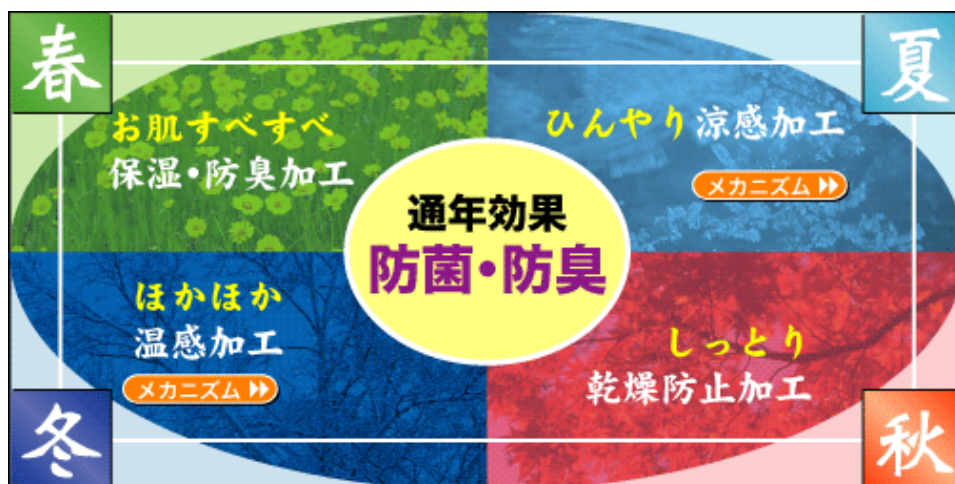 春
お肌すべすべ
保湿・防臭加工
夏
ひんやり涼感加工
メカニズム
通年効果
防菌・防臭
ほかほか
温感加工
メカニズム
冬
しっとり
乾燥防止加工
秋